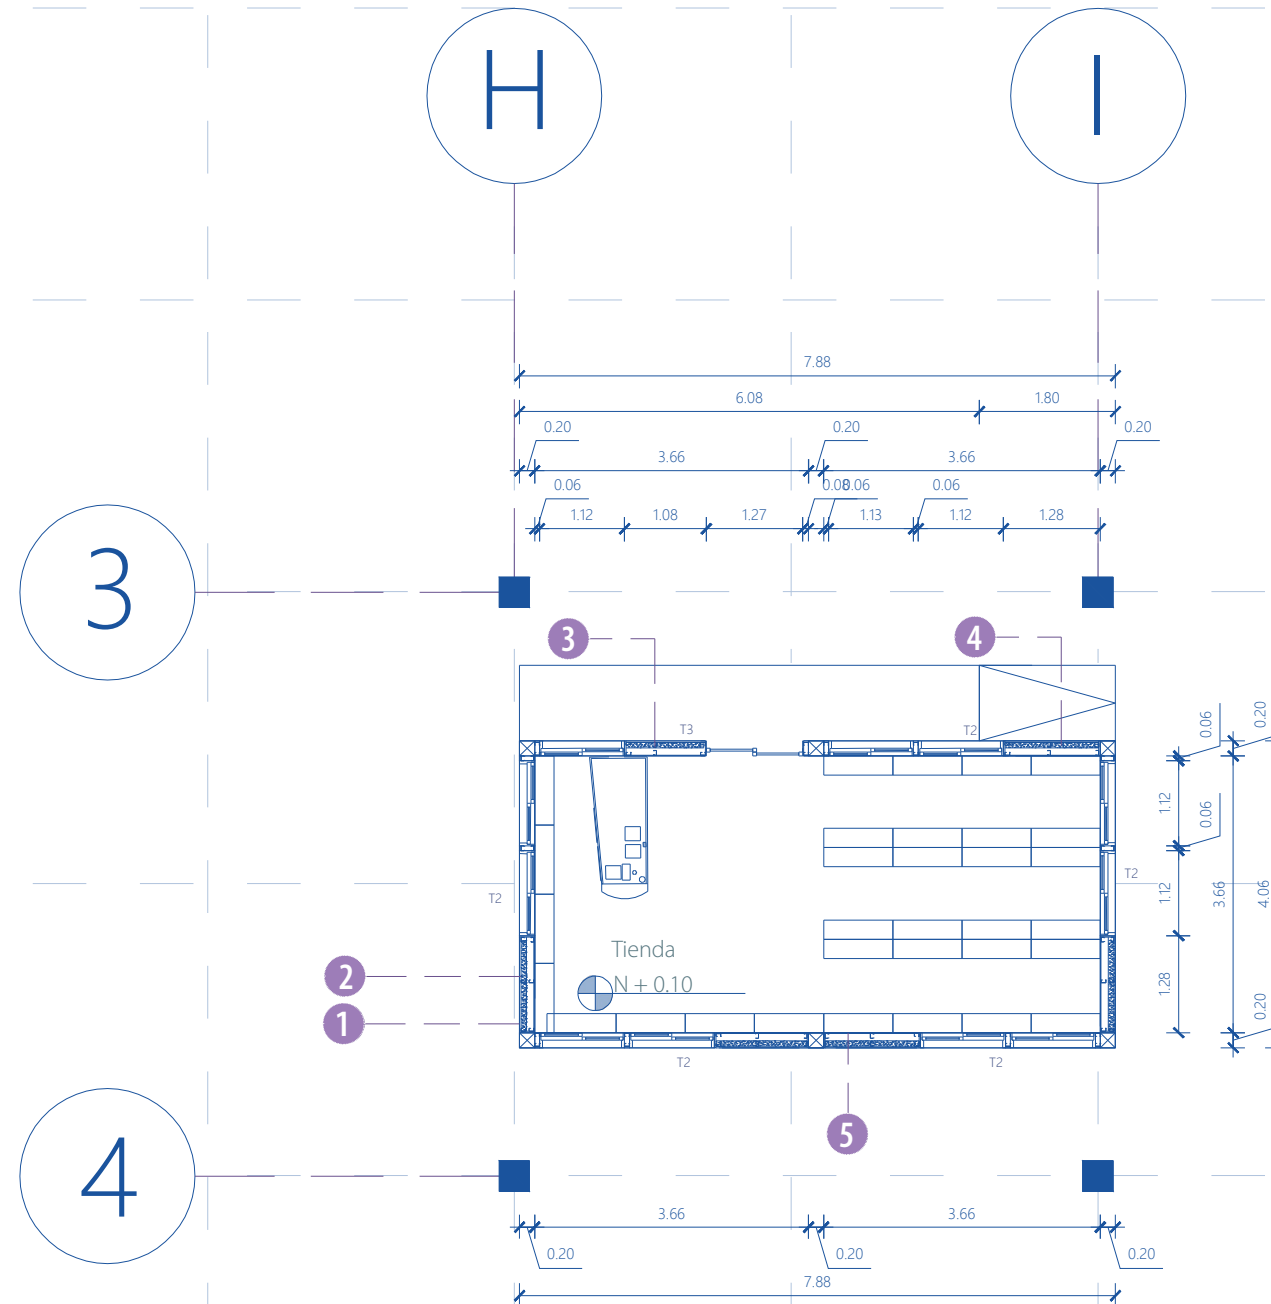 H I
7.88
6.08 1.80
0.20 0.20 0.20
3.66 3.66
0.06 0.08 0.06 0.06
1.12 1.08 1.27 1.13 1.12 1.28
3
3 4
T3 T2
0.06 0.20
1.12 0.06
T2
T2 1.12 3.66 4.06
Tienda
2 N + 0.10
1.28 0.20
1
T2 T2
5
4
3.66 3.66
0.20 0.20 0.20
7.88